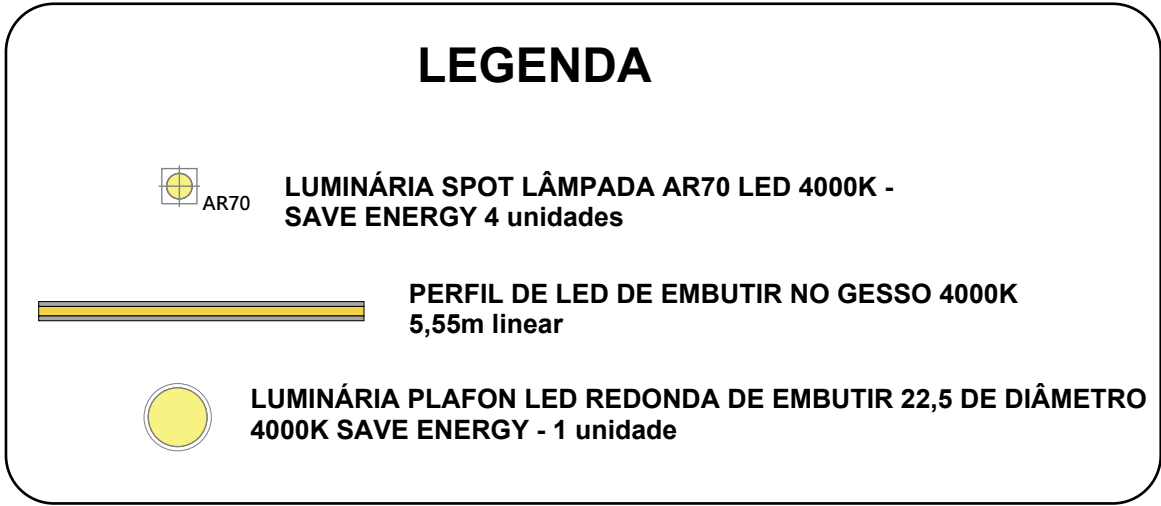 LEGENDA
AR70
LUMINÁRIA SPOT LÂMPADA AR70 LED 4000K -
SAVE ENERGY 4 unidades
PERFIL DE LED DE EMBUTIR NO GESSO 4000K
5,55m linear
LUMINÁRIA PLAFON LED REDONDA DE EMBUTIR 22,5 DE DIÂMETRO
4000K SAVE ENERGY - 1 unidade